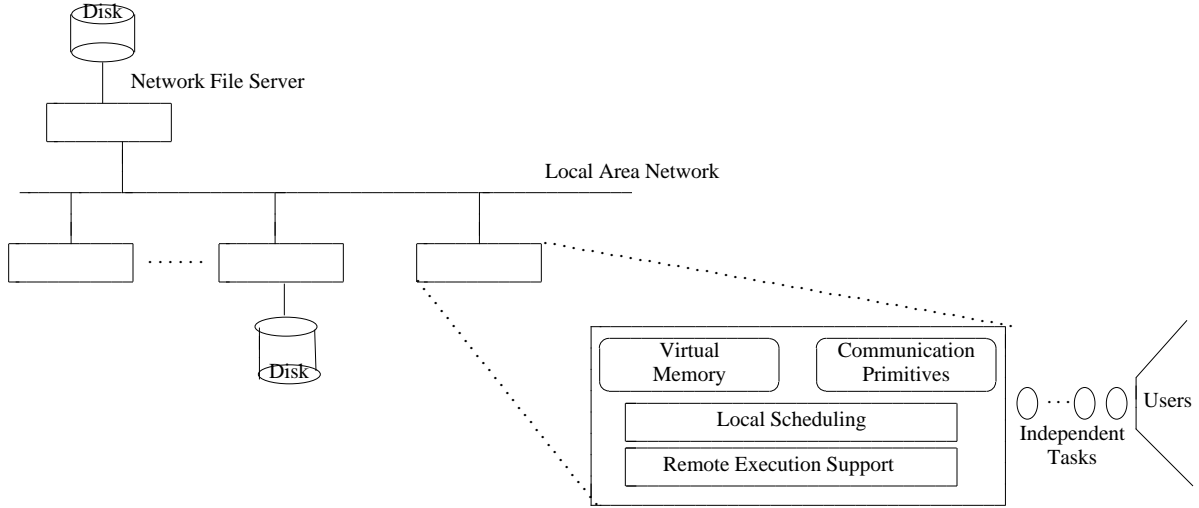 Disk
Network File Server
Local Area Network
Disk
Virtual
Memory
Communication
Primitives
Local Scheduling
Remote Execution Support
Independent
Tasks
Users